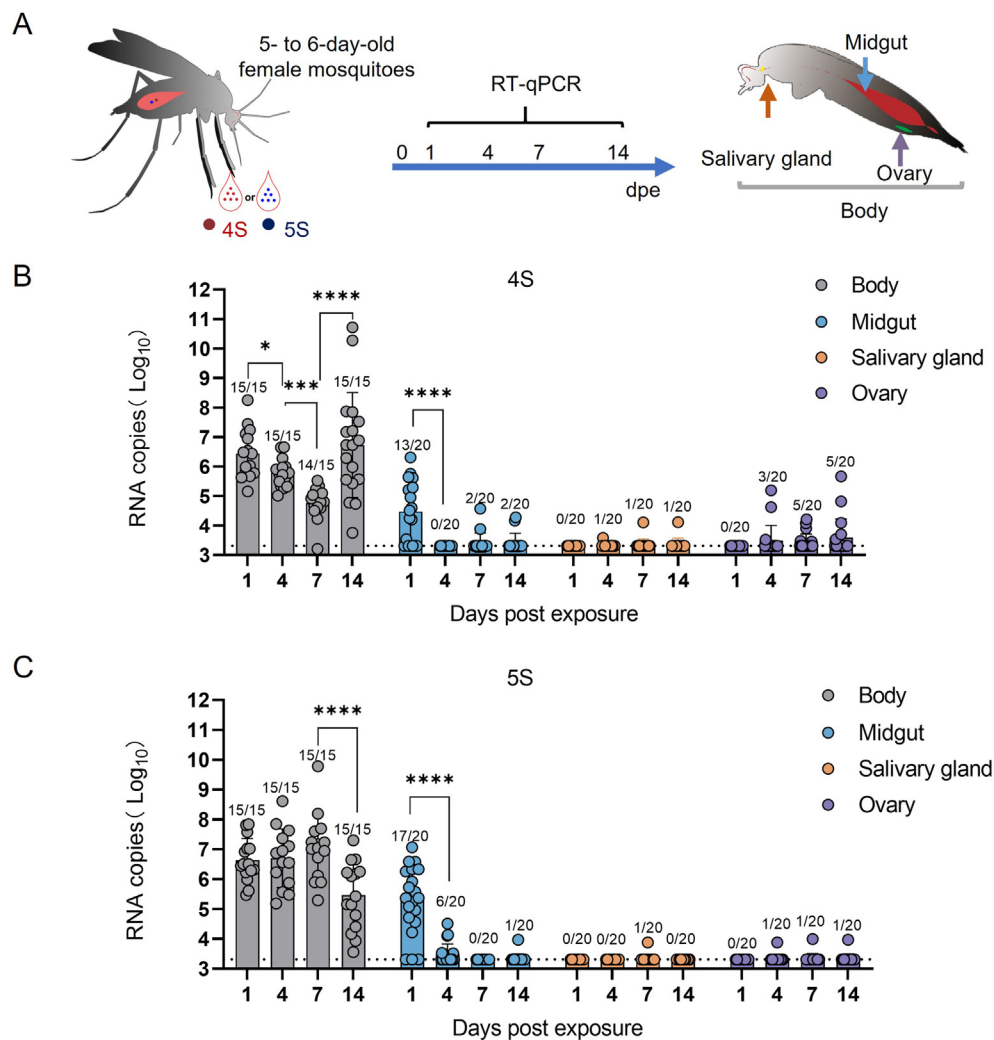 A
5- to 6-day-old
female mosquitoes
4S
or
5S
RT-qPCR
0 1 4 7 14
dpe
Midgut
Salivary gland
Ovary
Body
B
4S
RNA copies ( Log10 )
12
11
10
9
8
7
6
5
4
3
* *** ****
15/15 15/15 14/15 15/15
****
13/20 0/20 2/20 2/20
0/20 1/20 1/20 1/20
0/20 3/20 5/20 5/20
1 4 7 14 1 4 7 14 1 4 7 14 1 4 7 14
Days post exposure
Body
Midgut
Salivary gland
Ovary
C
5S
RNA copies ( Log10 )
12
11
10
9
8
7
6
5
4
3
****
15/15 15/15 15/15 15/15
****
17/20 6/20 0/20 1/20
0/20 0/20 1/20 0/20
0/20 1/20 1/20 1/20
1 4 7 14 1 4 7 14 1 4 7 14 1 4 7 14
Days post exposure
Body
Midgut
Salivary gland
Ovary